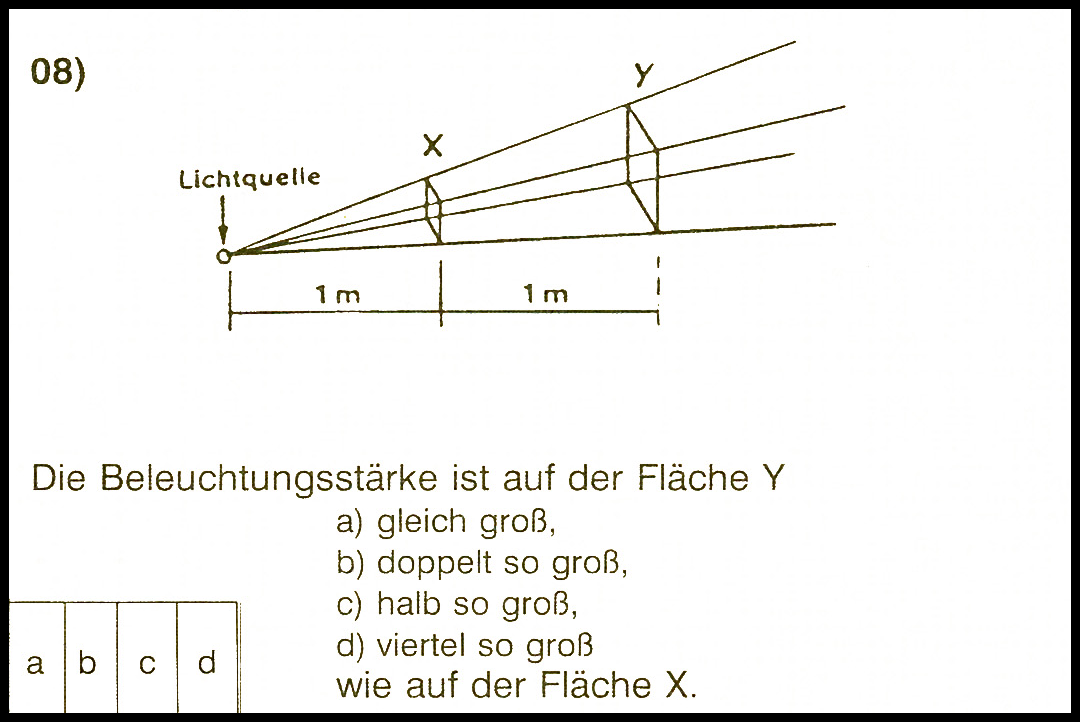 08)
Y
X
Lichtquelle
1 m 1 m
Die Beleuchtungsstärke ist auf der Fläche Y
a) gleich groß,
b) doppelt so groß,
c) halb so groß,
d) viertel so groß
wie auf der Fläche X.
a b c d